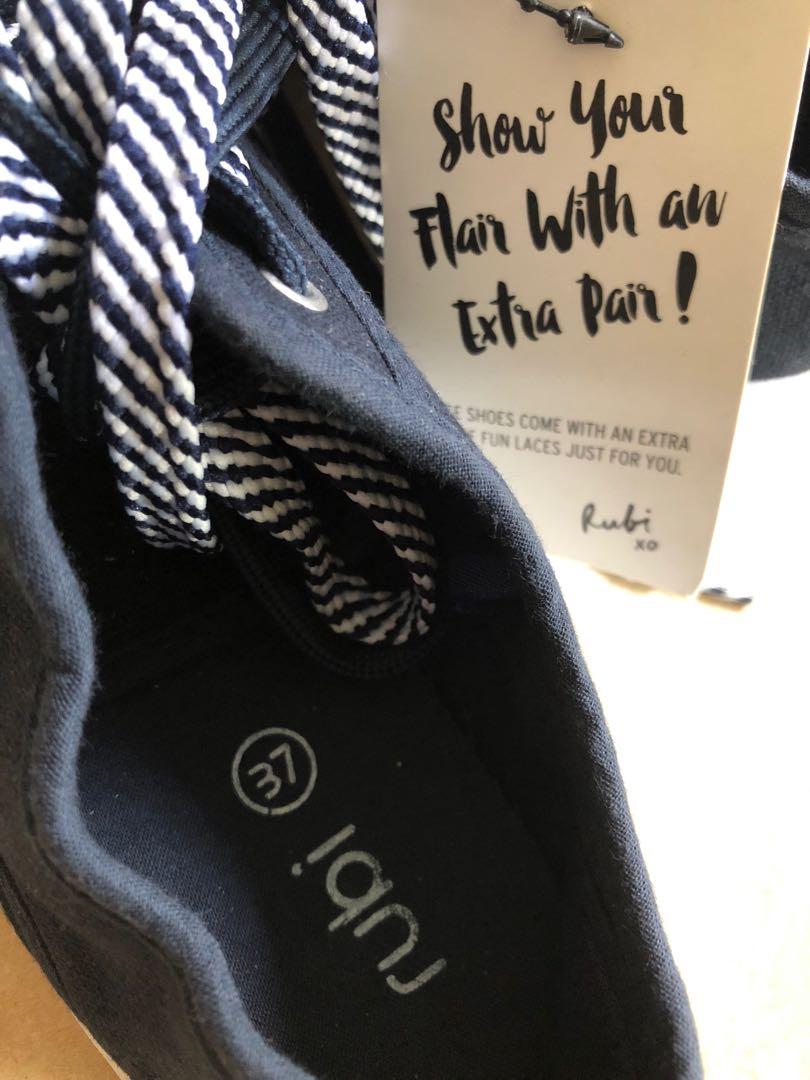 Show Your
Flair With an
Extra Pair!
SHOES COME WITH AN EXTRA
FUN LACES JUST FOR YOU.
Rubi
XO
37
rubi